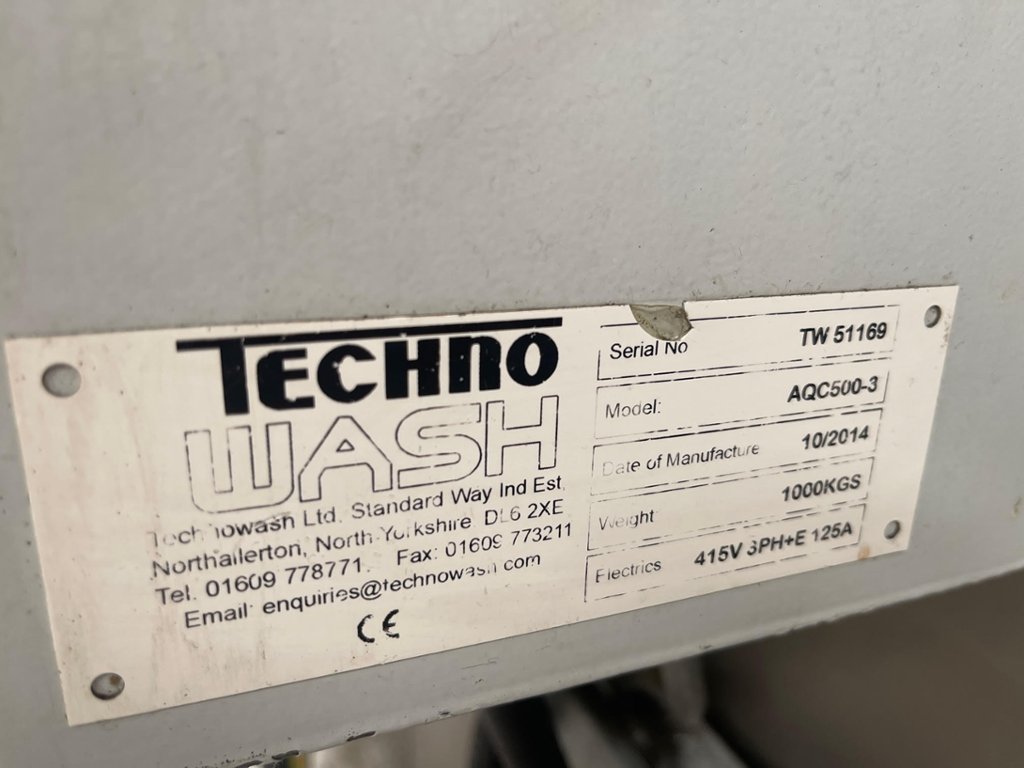 TECHNO
WASH
Technowash Ltd. Standard Way Ind Est,
Northallerton, North Yorkshire DL6 2XE
Tel. 01609 778771. Fax: 01609 773211
Email: enquiries@technowash.com
CE
Serial No TW 51169
Model: AQC500-3
Date of Manufacture 10/2014
Weight 1000KGS
Electrics 415V 3PH+E 125A